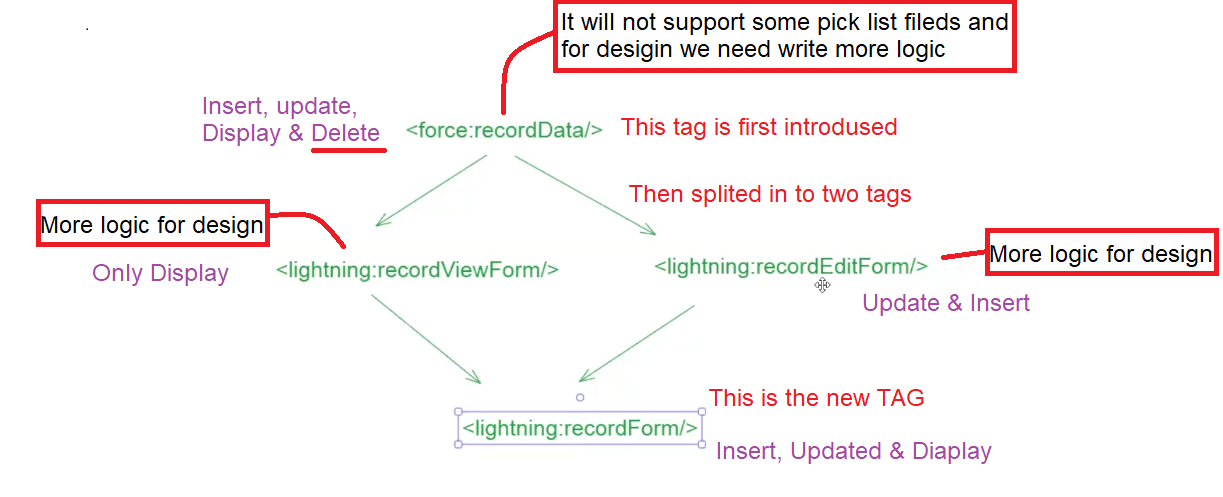 It will not support some pick list fileds and
for desigin we need write more logic
Insert, update,
Display & Delete
<force:recordData/>
This tag is first introdused
Then splited in to two tags
More logic for design
Only Display
<lightning:recordViewForm/>
<lightning:recordEditForm/>
More logic for design
Update & Insert
This is the new TAG
<lightning:recordForm/>
Insert, Updated & Diaplay